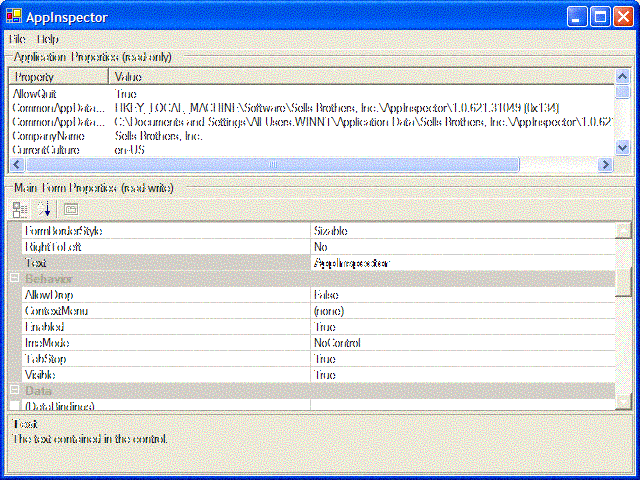 AppInspector
File Help
Application Properties (read-only)
Property Value
AllowQuit True
CommonAppData... HKEY_LOCAL_MACHINE\Software\Sells Brothers, Inc.\AppInspector\1.0.621.31049 [0x134]
CommonAppData... C:\Documents and Settings\All Users.WINNT\Application Data\Sells Brothers, Inc.\AppInspector\1.0.62
CompanyName Sells Brothers, Inc.
CurrentCulture en-US
Main Form Properties (read-write)
FormBorderStyle Sizable
RightToLeft No
Text AppInspector
Behavior
AllowDrop False
ContextMenu (none)
Enabled True
ImeMode NoControl
TabStop True
Visible True
Data
(DataBindings)
Text
The text contained in the control.